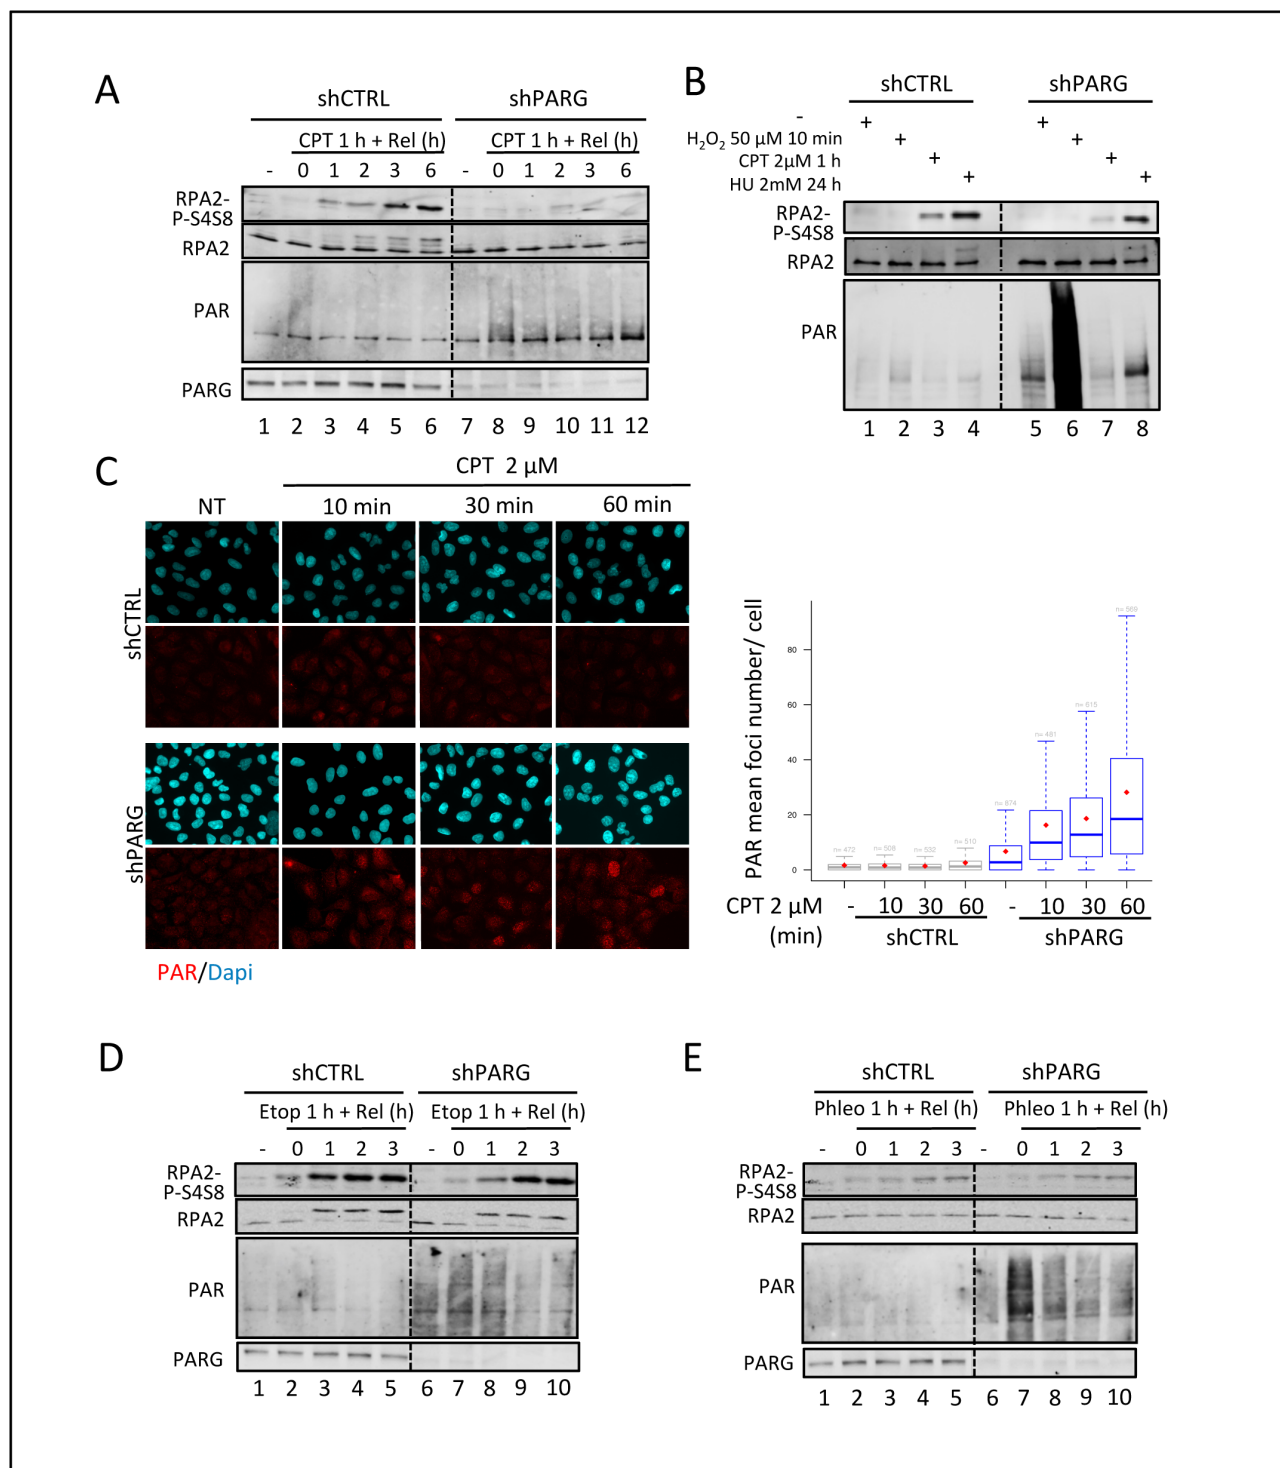 A
shCTRL shPARG
CPT 1 h + Rel (h) CPT 1 h + Rel (h)
- 0 1 2 3 6 - 0 1 2 3 6
RPA2-
P-S4S8
RPA2
PAR
PARG
1 2 3 4 5 6 7 8 9 10 11 12
B
shCTRL shPARG
- + +
H₂O₂ 50 µM 10 min + +
CPT 2µM 1 h + +
HU 2mM 24 h + +
RPA2-
P-S4S8
RPA2
PAR
1 2 3 4 5 6 7 8
C
CPT 2 µM
NT 10 min 30 min 60 min
shCTRL
shPARG
PAR/Dapi
PAR mean foci number/ cell
80
60
40
20
0
n= 472 n= 508 n= 532 n= 510 n= 674 n= 481 n= 615 n= 569
CPT 2 µM - 10 30 60 - 10 30 60
(min) shCTRL shPARG
D
shCTRL shPARG
Etop 1 h + Rel (h) Etop 1 h + Rel (h)
- 0 1 2 3 - 0 1 2 3
RPA2-
P-S4S8
RPA2
PAR
PARG
1 2 3 4 5 6 7 8 9 10
E
shCTRL shPARG
Phleo 1 h + Rel (h) Phleo 1 h + Rel (h)
- 0 1 2 3 - 0 1 2 3
RPA2-
P-S4S8
RPA2
PAR
PARG
1 2 3 4 5 6 7 8 9 10